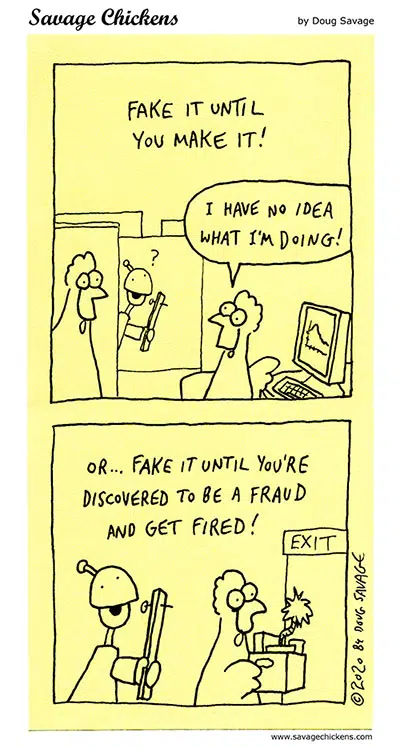 Savage Chickens
by Doug Savage
FAKE IT UNTIL
YOU MAKE IT!
I HAVE NO IDEA
WHAT I'M DOING!
?
OR... FAKE IT UNTIL YOU'RE
DISCOVERED TO BE A FRAUD
AND GET FIRED!
EXIT
©2020 BY DOUG SAVAGE
www.savagechickens.com